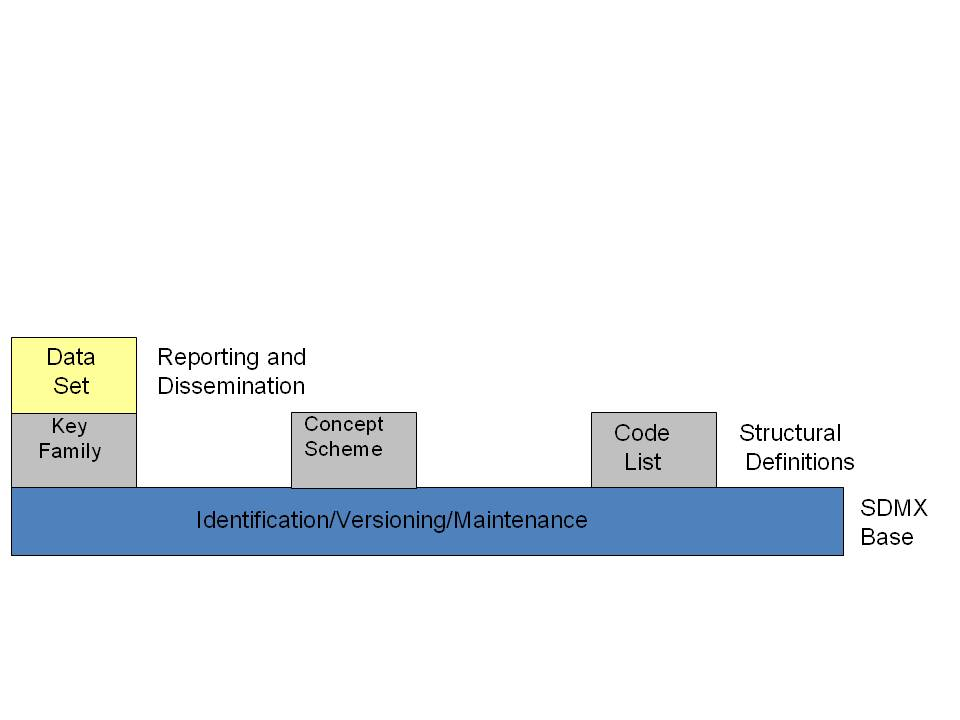 Data
Set
Reporting and
Dissemination
Key
Family
Concept
Scheme
Code
List
Structural
Definitions
Identification/Versioning/Maintenance
SDMX
Base